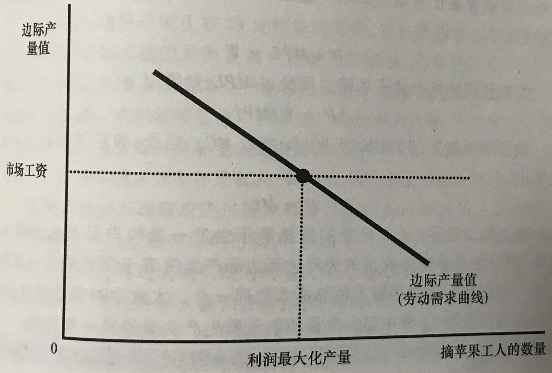 边际产
量值
市场工资
边际产量值
(劳动需求曲线)
0
利润最大化产量
摘苹果工人的数量